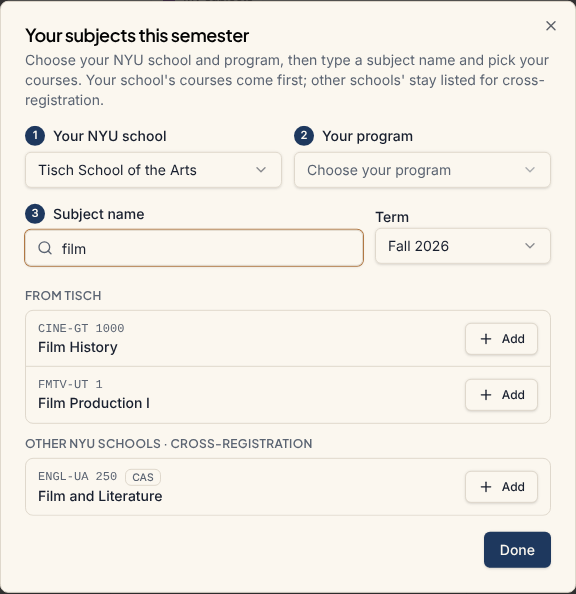 Your subjects this semester
Choose your NYU school and program, then type a subject name and pick your
courses. Your school's courses come first; other schools' stay listed for cross-
registration.
1 Your NYU school
2 Your program
Tisch School of the Arts
Choose your program
3 Subject name
Term
film
Fall 2026
FROM TISCH
CINE-GT 1000
Film History
+ Add
FMTV-UT 1
Film Production I
+ Add
OTHER NYU SCHOOLS · CROSS-REGISTRATION
ENGL-UA 250 CAS
Film and Literature
+ Add
Done